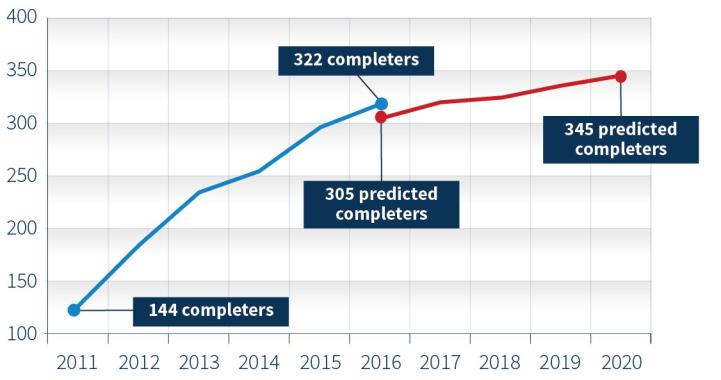 400
350
300
250
200
150
100
322 completers
305 predicted
completers
345 predicted
completers
144 completers
2011 2012 2013 2014 2015 2016 2017 2018 2019 2020